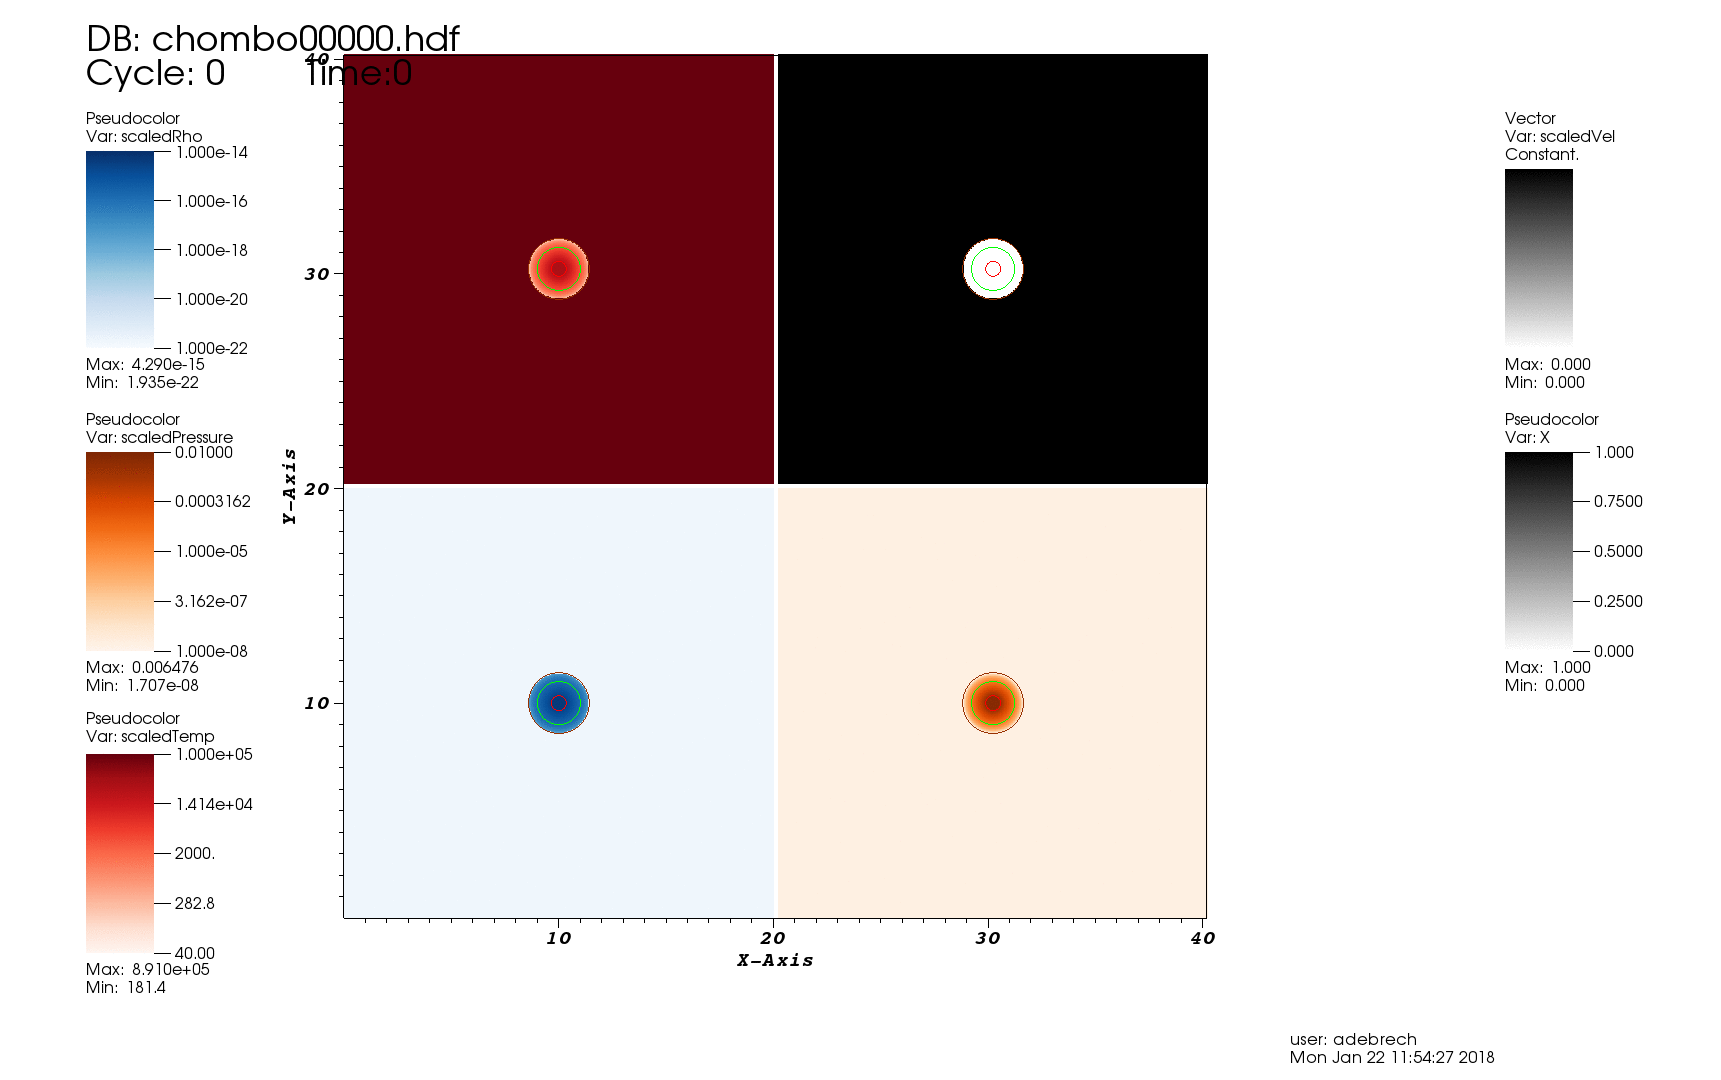 DB: chombo00000.hdf
Cycle: 0 Time:0
Pseudocolor
Var: scaledRho
1.000e-14
1.000e-16
1.000e-18
1.000e-20
1.000e-22
Max: 4.290e-15
Min: 1.935e-22
Pseudocolor
Var: scaledPressure
0.01000
0.0003162
1.000e-05
3.162e-07
1.000e-08
Max: 0.006476
Min: 1.707e-08
Pseudocolor
Var: scaledTemp
1.000e+05
1.414e+04
2000.
282.8
40.00
Max: 8.910e+05
Min: 181.4
40
30
20
10
Y-Axis
10 20 30 40
X-Axis
Vector
Var: scaledVel
Constant.
Max: 0.000
Min: 0.000
Pseudocolor
Var: X
1.000
0.7500
0.5000
0.2500
0.000
Max: 1.000
Min: 0.000
user: adebrech
Mon Jan 22 11:54:27 2018